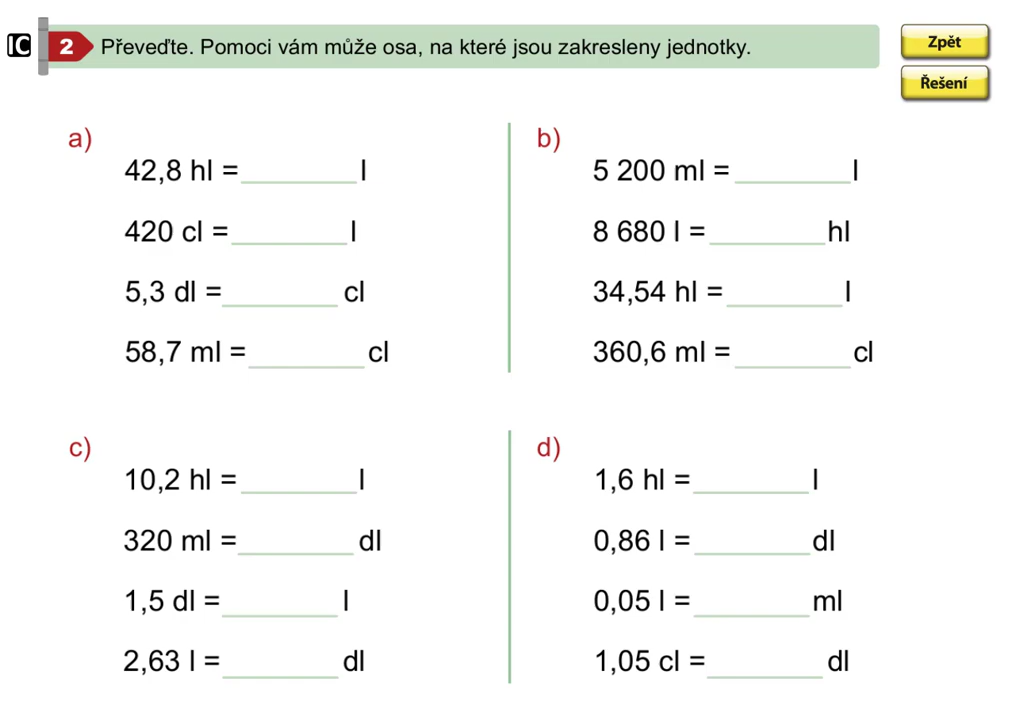 IC 2 Převeďte. Pomoci vám může osa, na které jsou zakresleny jednotky.
Zpět
Řešení
a)
42,8 hl = ________ l
420 cl = ________ l
5,3 dl = ________ cl
58,7 ml = ________ cl
b)
5 200 ml = ________ l
8 680 l = ________ hl
34,54 hl = ________ l
360,6 ml = ________ cl
c)
10,2 hl = ________ l
320 ml = ________ dl
1,5 dl = ________ l
2,63 l = ________ dl
d)
1,6 hl = ________ l
0,86 l = ________ dl
0,05 l = ________ ml
1,05 cl = ________ dl